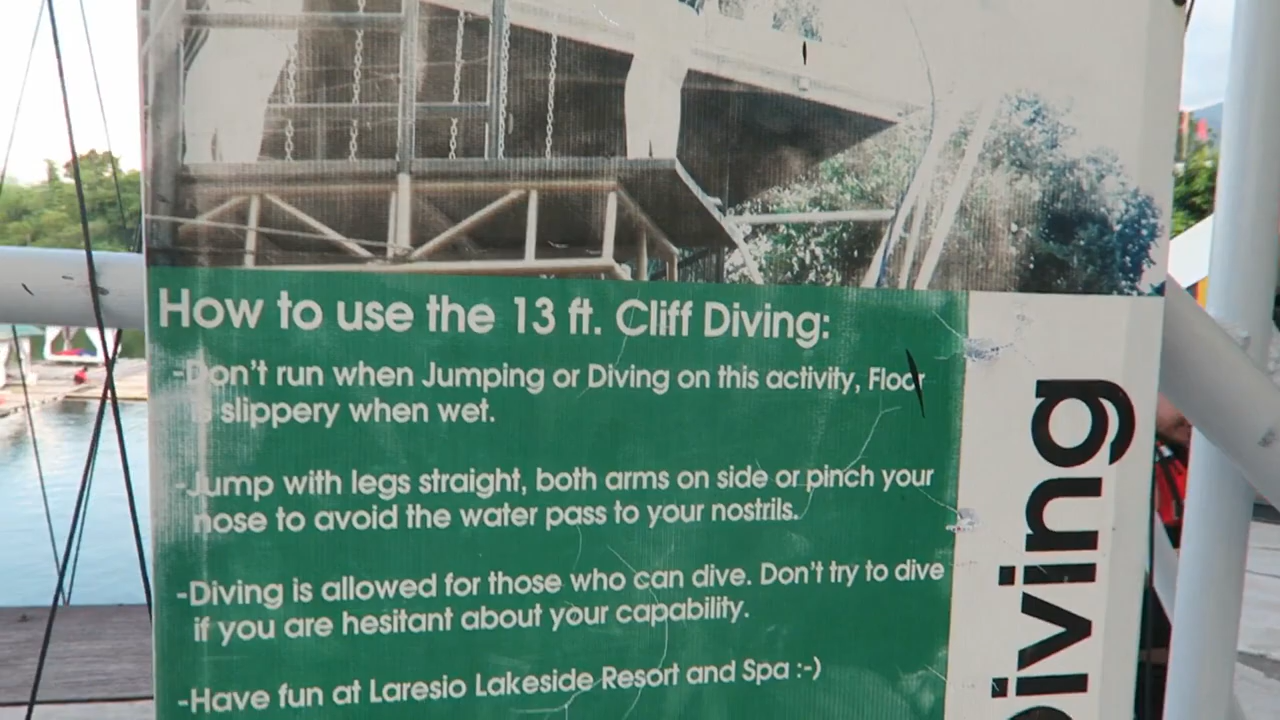 How to use the 13 ft. Cliff Diving:
-Don't run when Jumping or Diving on this activity, Floor
is slippery when wet.
-Jump with legs straight, both arms on side or pinch your
nose to avoid the water pass to your nostrils.
-Diving is allowed for those who can dive. Don't try to dive
if you are hesitant about your capability.
-Have fun at Laresio Lakeside Resort and Spa :-)
Diving